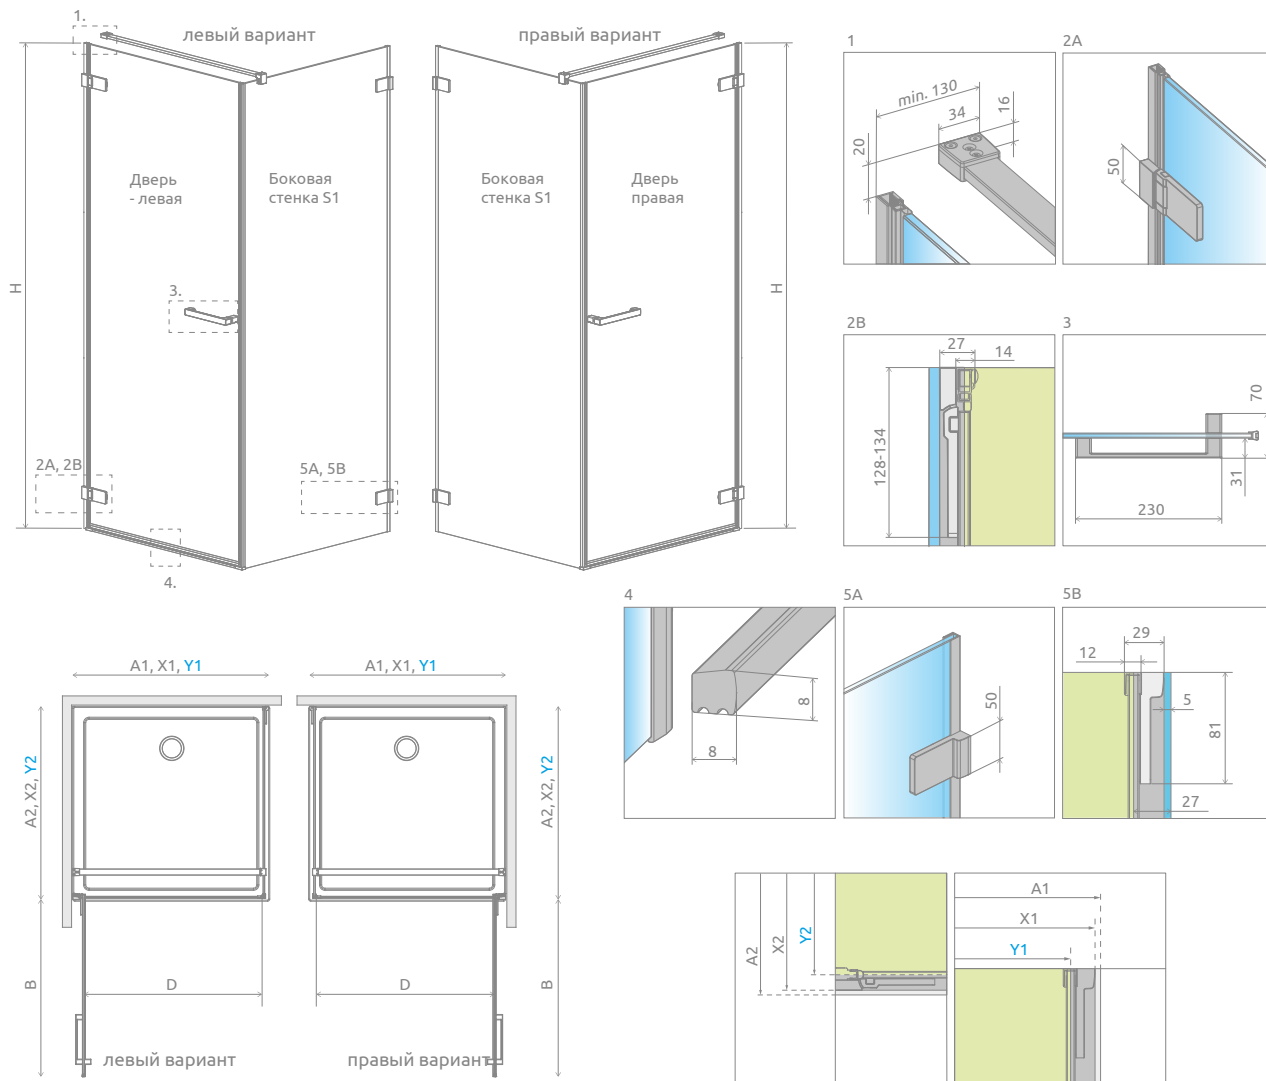 1.
левый вариант
правый вариант
Дверь
- левая
Боковая
стенка S1
Боковая
стенка S1
Дверь
правая
H
H
3.
2A, 2B
5A, 5B
4.
1
min. 130
34
16
20
2A
50
2B
27
14
128-134
3
70
31
230
4
8
8
5A
50
5B
29
12
5
81
27
A1, X1, Y1
A1, X1, Y1
A2, X2, Y2
A2, X2, Y2
B
D
D
B
левый вариант
правый вариант
A2
X2
Y2
A1
X1
Y1